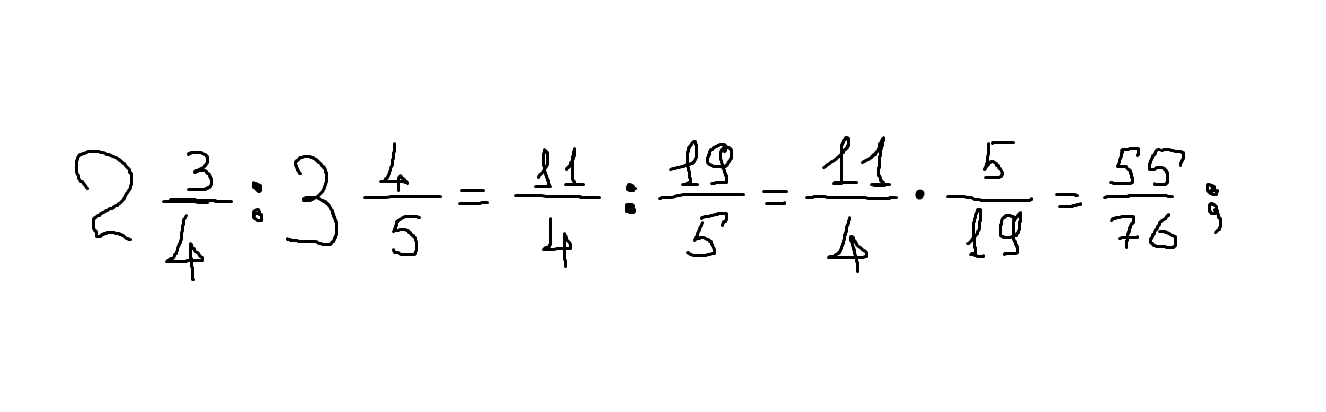 2 3/4 : 3 4/5 = 11/4 : 19/5 = 11/4 · 5/19 = 55/76 ;